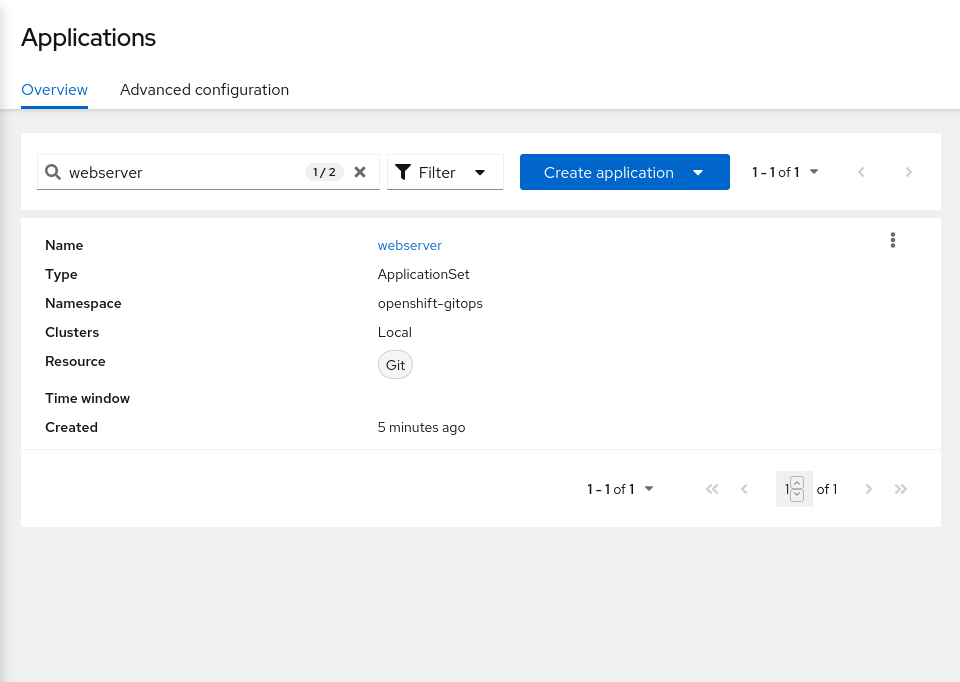 Applications
Overview Advanced configuration
webserver 1 / 2 Filter Create application 1 - 1 of 1
Name webserver
Type ApplicationSet
Namespace openshift-gitops
Clusters Local
Resource Git
Time window
Created 5 minutes ago
1 - 1 of 1 1 of 1